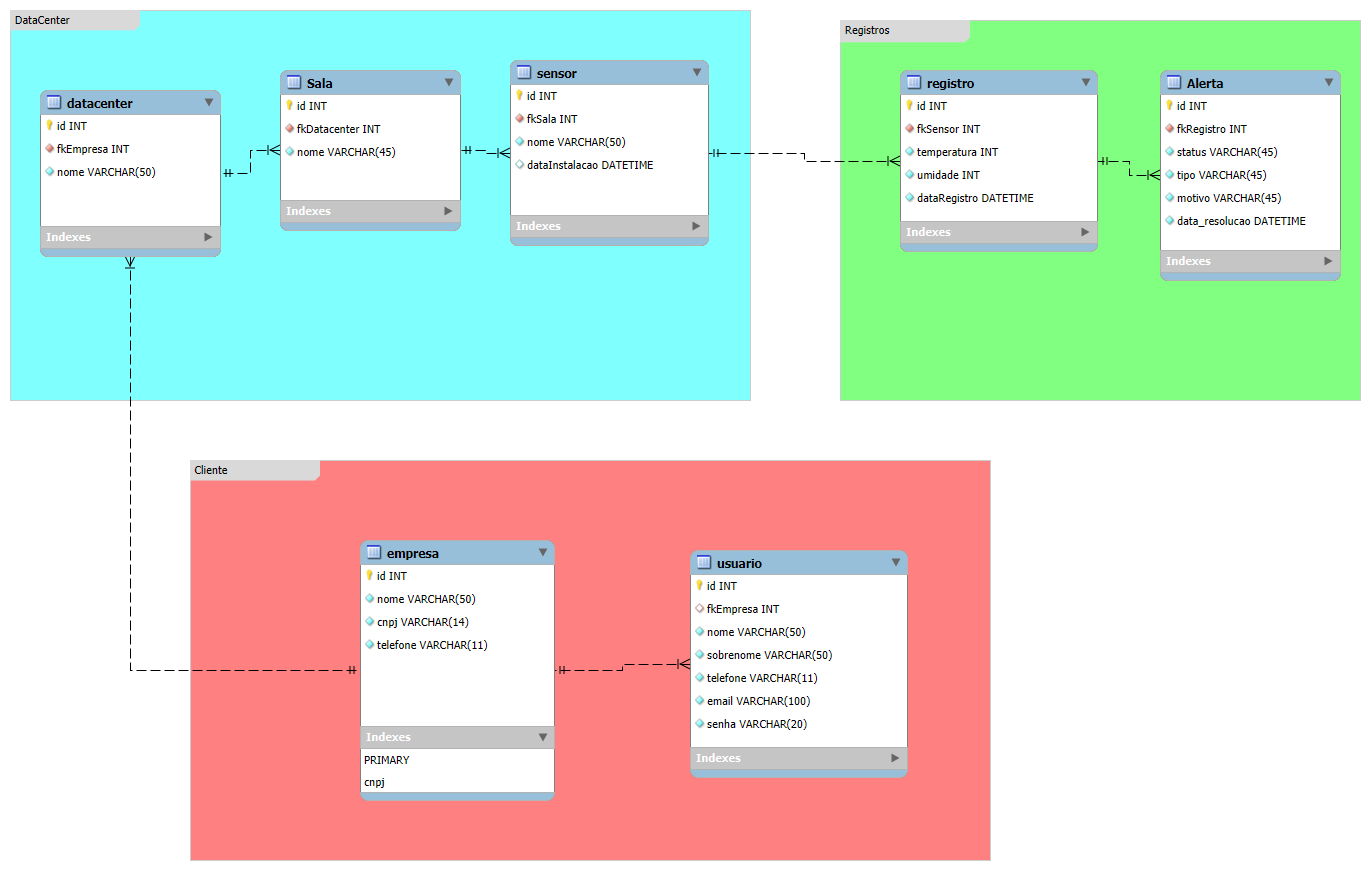 DataCenter
datacenter
id INT
fkEmpresa INT
nome VARCHAR(50)
Indexes
Sala
id INT
fkDatacenter INT
nome VARCHAR(45)
Indexes
sensor
id INT
fkSala INT
nome VARCHAR(50)
dataInstalacao DATETIME
Indexes
Registros
registro
id INT
fkSensor INT
temperatura INT
umidade INT
dataRegistro DATETIME
Indexes
Alerta
id INT
fkRegistro INT
status VARCHAR(45)
tipo VARCHAR(45)
motivo VARCHAR(45)
data_resolucao DATETIME
Indexes
Cliente
empresa
id INT
nome VARCHAR(50)
cnpj VARCHAR(14)
telefone VARCHAR(11)
Indexes
PRIMARY
cnpj
usuario
id INT
fkEmpresa INT
nome VARCHAR(50)
sobrenome VARCHAR(50)
telefone VARCHAR(11)
email VARCHAR(100)
senha VARCHAR(20)
Indexes